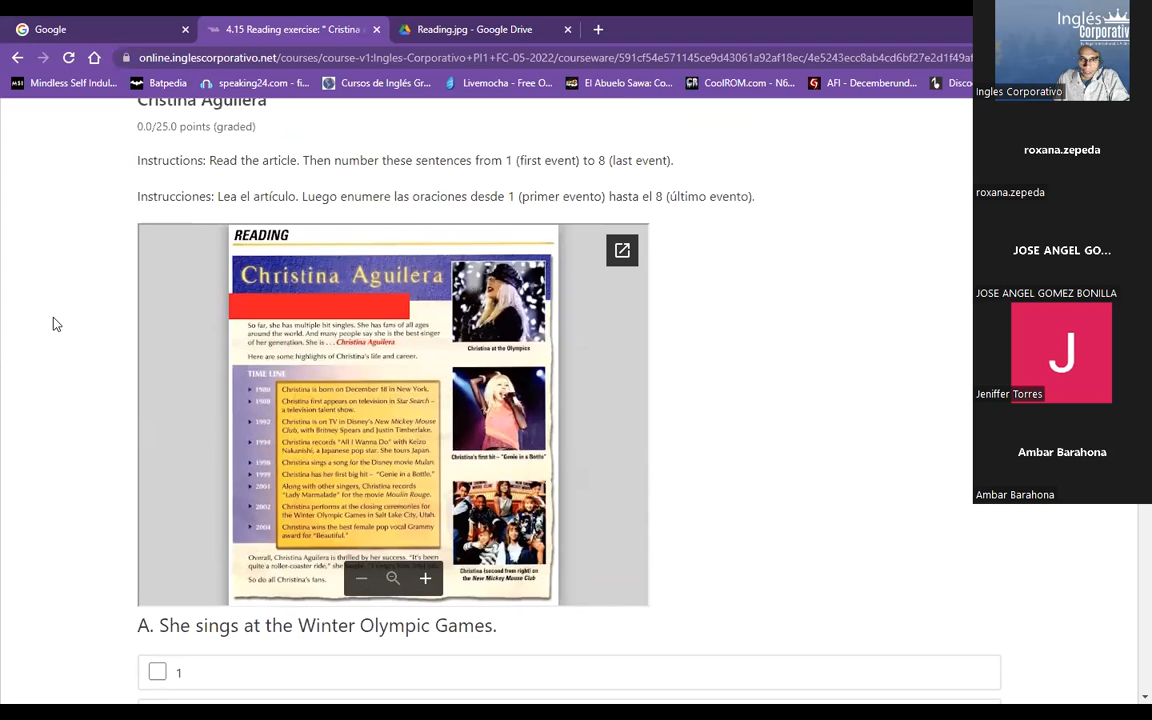 Google
4.15 Reading exercise: " Cristina
Reading.jpg - Google Drive
online.inglescorporativo.net/courses/course-v1:Ingles-Corporativo+PI1+FC-05-2022/courseware/591cf54e571145ce9d43061a92af18ec/4e5243ecc8ab4cd6bf27e2d1f49af
Mindless Self Indul...
Batpedia
speaking24.com – fi...
Cursos de Inglés Gr...
Livemocha - Free O...
El Abuelo Sawa: Co...
CoolROM.com - N6...
AFI - Decemberund...
Disco
Cristina Aguilera
0.0/25.0 points (graded)
Instructions: Read the article. Then number these sentences from 1 (first event) to 8 (last event).
Instrucciones: Lea el artículo. Luego enumere las oraciones desde 1 (primer evento) hasta el 8 (último evento).
READING
Christina Aguilera
So far, she has multiple hit singles. She has fans of all ages
around the world. And many people say she is the best singer
of her generation. She is . . . Christina Aguilera
Here are some highlights of Christina's life and career.
TIME LINE
1980 Christina is born on December 18 in New York.
1988 Christina first appears on television in Star Search –
a television talent show.
1992 Christina is on TV in Disney's New Mickey Mouse
Club, with Britney Spears and Justin Timberlake.
1994 Christina records "All I Wanna Do" with Keizo
Nakanishi, a Japanese pop star. She tours Japan.
1998 Christina sings a song for the Disney movie Mulan.
1999 Christina has her first big hit – "Genie in a Bottle."
2001 Along with other singers, Christina records
"Lady Marmalade" for the movie Moulin Rouge.
2002 Christina performs at the closing ceremonies for
the Winter Olympic Games in Salt Lake City, Utah.
2004 Christina wins the best female pop vocal Grammy
award for "Beautiful."
Overall, Christina Aguilera is thrilled by her success. "It's been
quite a roller-coaster ride," she
So do all Christina's fans.
Christina at the Olympics
Christina's first hit – "Genie in a Bottle"
Christina (second from right) on
the New Mickey Mouse Club
A. She sings at the Winter Olympic Games.
1
Inglés
Corporativo
Ingles Corporativo
roxana.zepeda
roxana.zepeda
JOSE ANGEL GO...
JOSE ANGEL GOMEZ BONILLA
J
Jeniffer Torres
Ambar Barahona
Ambar Barahona